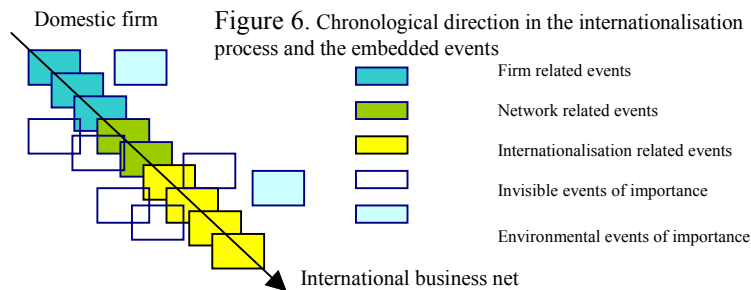 Domestic firm
Figure 6. Chronological direction in the internationalisation
process and the embedded events
Firm related events
Network related events
Internationalisation related events
Invisible events of importance
Environmental events of importance
International business net